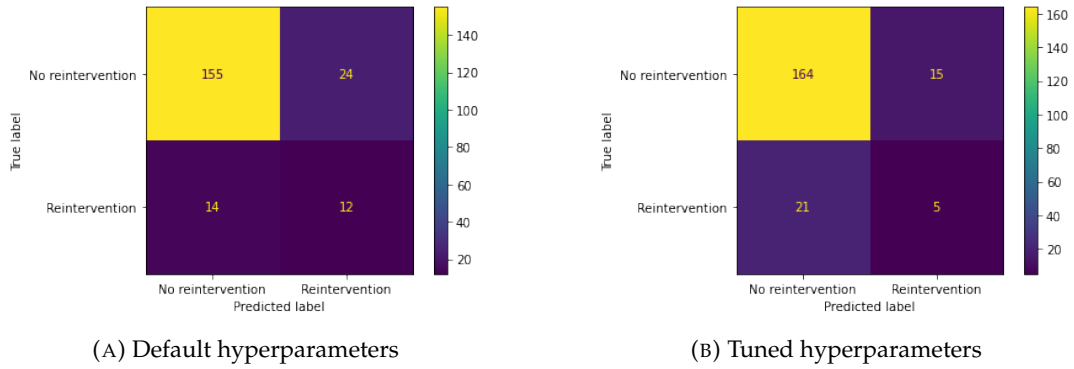 No reintervention
Reintervention
True label
155
24
14
12
No reintervention
Reintervention
Predicted label
140
120
100
80
60
40
20
(A) Default hyperparameters
No reintervention
Reintervention
True label
164
15
21
5
No reintervention
Reintervention
Predicted label
160
140
120
100
80
60
40
20
(B) Tuned hyperparameters